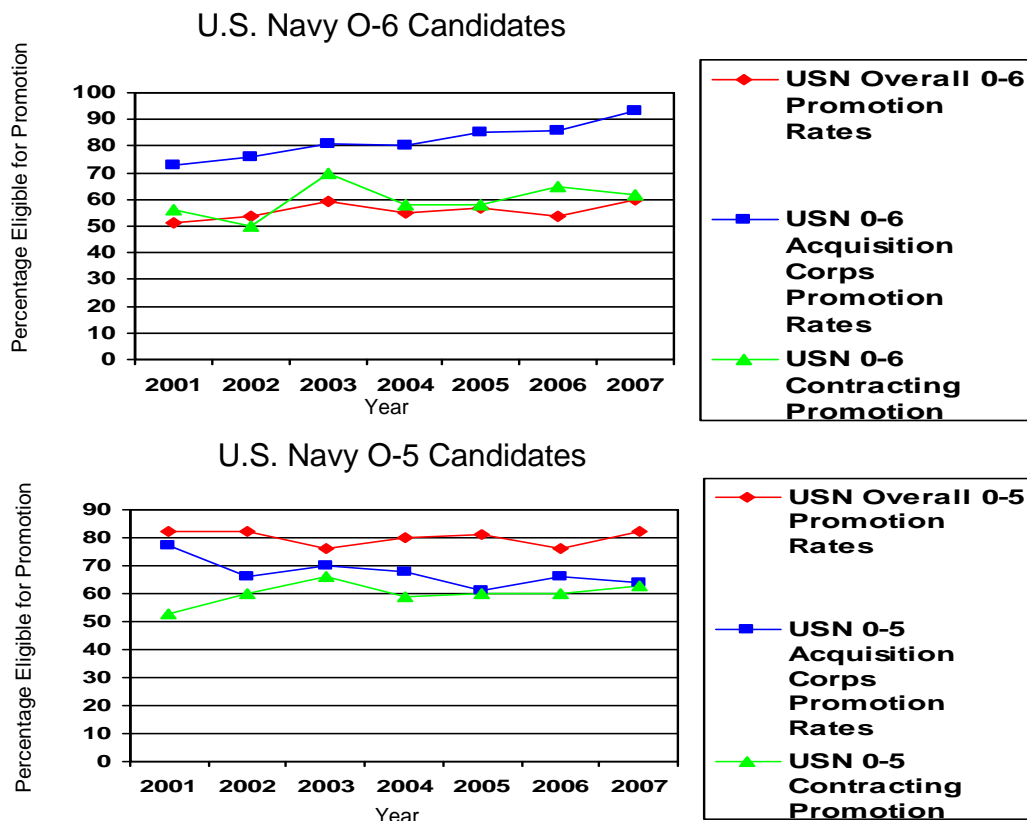 U.S. Navy O-6 Candidates
Percentage Eligible for Promotion
100
90
80
70
60
50
40
30
20
10
0
2001 2002 2003 2004 2005 2006 2007
Year
USN Overall 0-6
Promotion
Rates
USN 0-6
Acquisition
Corps
Promotion
Rates
USN 0-6
Contracting
Promotion
U.S. Navy O-5 Candidates
Percentage Eligible for Promotion
90
80
70
60
50
40
30
20
10
0
2001 2002 2003 2004 2005 2006 2007
Year
USN Overall 0-5
Promotion
Rates
USN 0-5
Acquisition
Corps
Promotion
Rates
USN 0-5
Contracting
Promotion